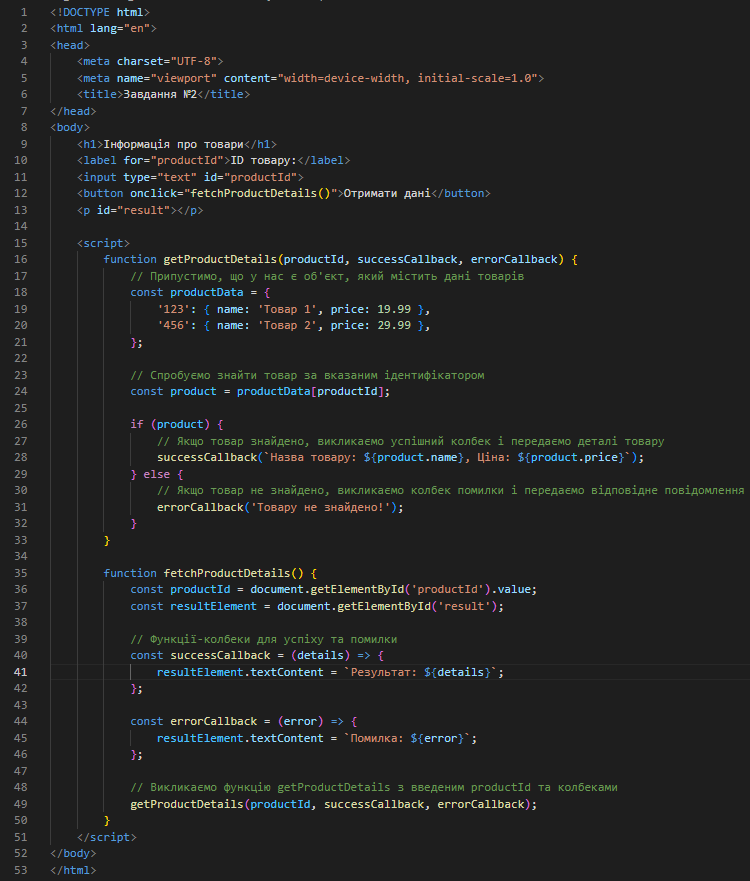 1 <!DOCTYPE html>
2 <html lang="en">
3 <head>
4     <meta charset="UTF-8">
5     <meta name="viewport" content="width=device-width, initial-scale=1.0">
6     <title>Завдання №2</title>
7 </head>
8 <body>
9     <h1>Інформація про товари</h1>
10     <label for="productId">ID товару:</label>
11     <input type="text" id="productId">
12     <button onclick="fetchProductDetails()">Отримати дані</button>
13     <p id="result"></p>
14
15     <script>
16         function getProductDetails(productId, successCallback, errorCallback) {
17             // Припустимо, що у нас є об'єкт, який містить дані товарів
18             const productData = {
19                 '123': { name: 'Товар 1', price: 19.99 },
20                 '456': { name: 'Товар 2', price: 29.99 },
21             };
22
23             // Спробуємо знайти товар за вказаним ідентифікатором
24             const product = productData[productId];
25
26             if (product) {
27                 // Якщо товар знайдено, викликаємо успішний колбек і передаємо деталі товару
28                 successCallback(`Назва товару: ${product.name}, Ціна: ${product.price}`);
29             } else {
30                 // Якщо товар не знайдено, викликаємо колбек помилки і передаємо відповідне повідомлення
31                 errorCallback('Товару не знайдено!');
32             }
33         }
34
35         function fetchProductDetails() {
36             const productId = document.getElementById('productId').value;
37             const resultElement = document.getElementById('result');
38
39             // Функції-колбеки для успіху та помилки
40             const successCallback = (details) => {
41                 resultElement.textContent = `Результат: ${details}`;
42             };
43
44             const errorCallback = (error) => {
45                 resultElement.textContent = `Помилка: ${error}`;
46             };
47
48             // Викликаємо функцію getProductDetails з введеним productId та колбеками
49             getProductDetails(productId, successCallback, errorCallback);
50         }
51     </script>
52 </body>
53 </html>